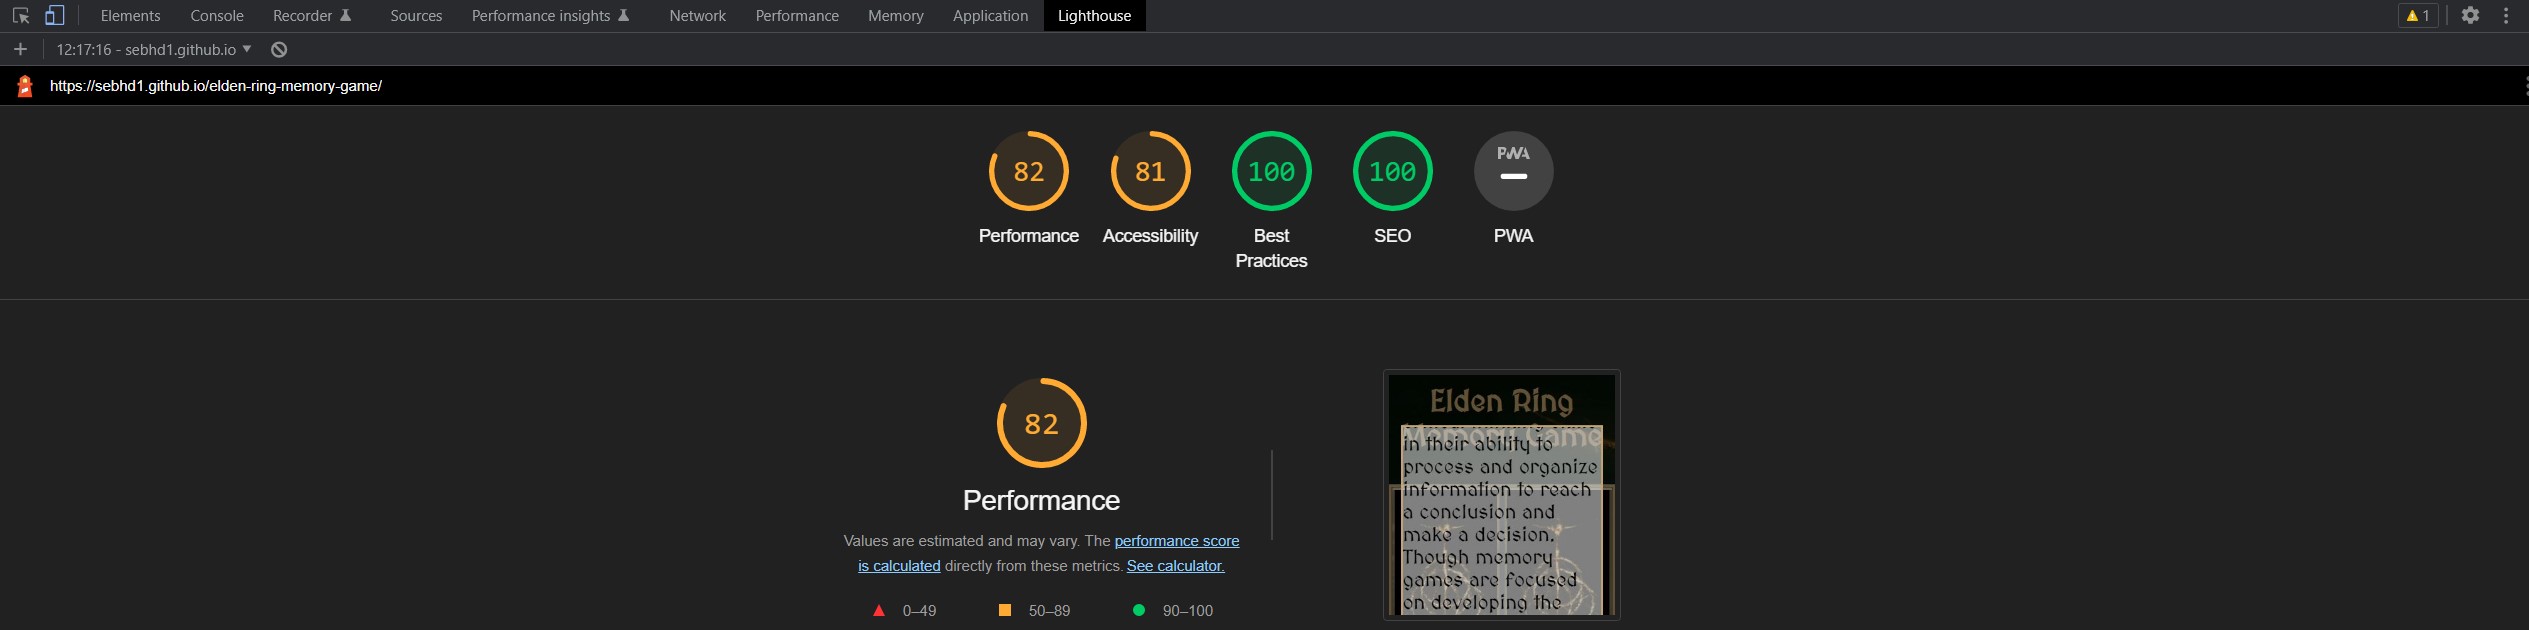 Elements Console Recorder Sources Performance insights Network Performance Memory Application Lighthouse 1
12:17:16 - sebhd1.github.io
https://sebhd1.github.io/elden-ring-memory-game/
82 81 100 100 PWA
Performance Accessibility Best Practices SEO PWA
82
Performance
Values are estimated and may vary. The performance score
is calculated directly from these metrics. See calculator.
0–49 50–89 90–100
Elden Ring
Memory Game
in their ability to
process and organize
information to reach
a conclusion and
make a decision.
Though memory
games are focused
on developing the